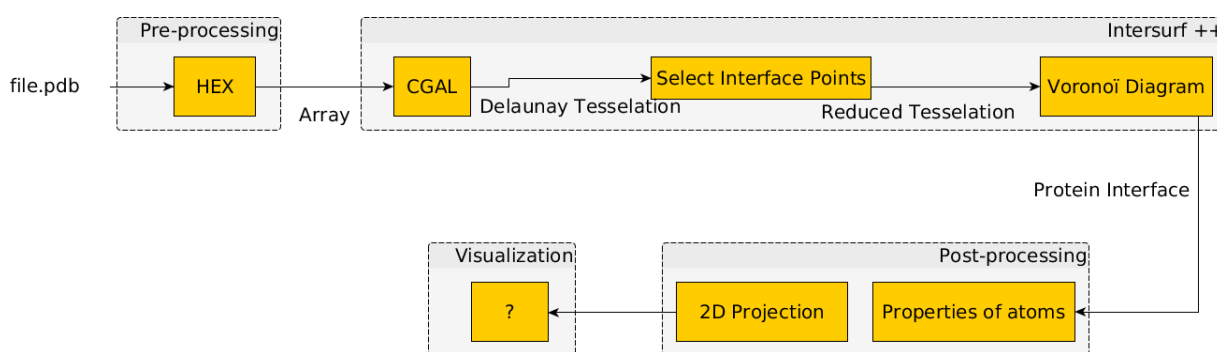 Pre-processing
Intersurf ++
file.pdb
HEX
Array
CGAL
Delaunay Tesselation
Select Interface Points
Reduced Tesselation
Voronoï Diagram
Protein Interface
Visualization
Post-processing
?
2D Projection
Properties of atoms